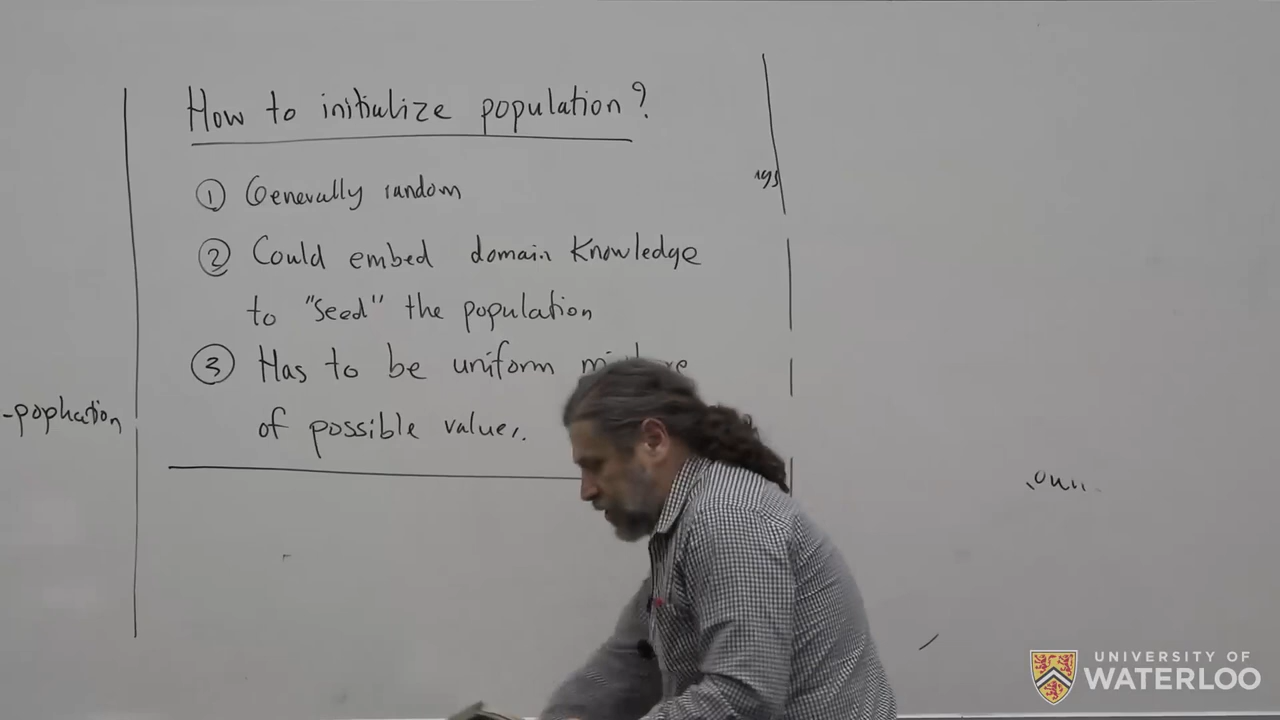 How to initialize population?
① Generally random
② Could embed domain knowledge
to "seed" the population
③ Has to be uniform
of possible values.
-pophation
UNIVERSITY OF
WATERLOO